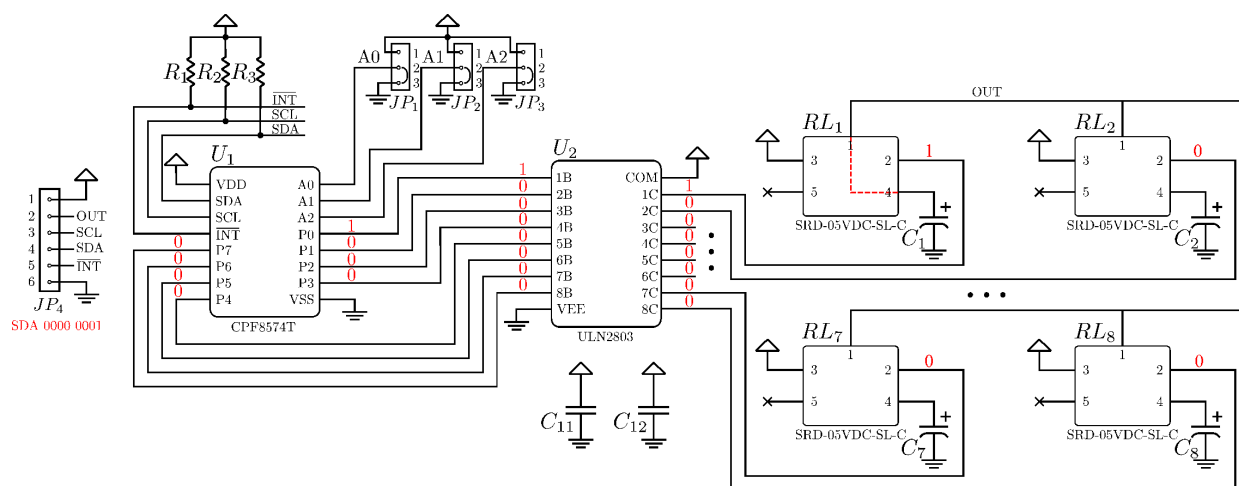 OUT
A0 A1 A2
1 1 1
2 2 2
3 3 3
R1 R2 R3
JP1 JP2 JP3
INT
SCL
SDA
U1
VDD A0
SDA A1
SCL A2
INT P0 1
0 P7 P1 0
0 P6 P2 0
0 P5 P3 0
0 P4 VSS
CPF8574T
1
2 OUT
3 SCL
4 SDA
5 INT
6
JP4
SDA 0000 0001
U2
1 1B COM
0 2B 1C 1
0 3B 2C 0
0 4B 3C 0
0 5B 4C 0
0 6B 5C 0
0 7B 6C 0
0 8B 7C 0
VEE 8C 0
ULN2803
C11 C12
RL1
1
3 2 1
5 4
+
SRD-05VDC-SL-C
C1
RL2
1
3 2 0
5 4
+
SRD-05VDC-SL-C
C2
RL7
1
3 2 0
5 4
+
SRD-05VDC-SL-C
C7
RL8
1
3 2 0
5 4
+
SRD-05VDC-SL-C
C8